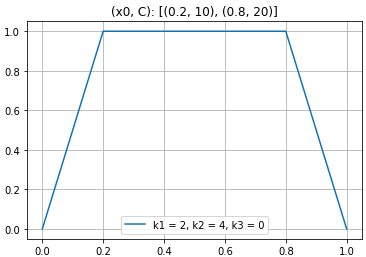 (x0, C): [(0.2, 10), (0.8, 20)]
1.0
0.8
0.6
0.4
0.2
0.0
k1 = 2, k2 = 4, k3 = 0
0.0 0.2 0.4 0.6 0.8 1.0